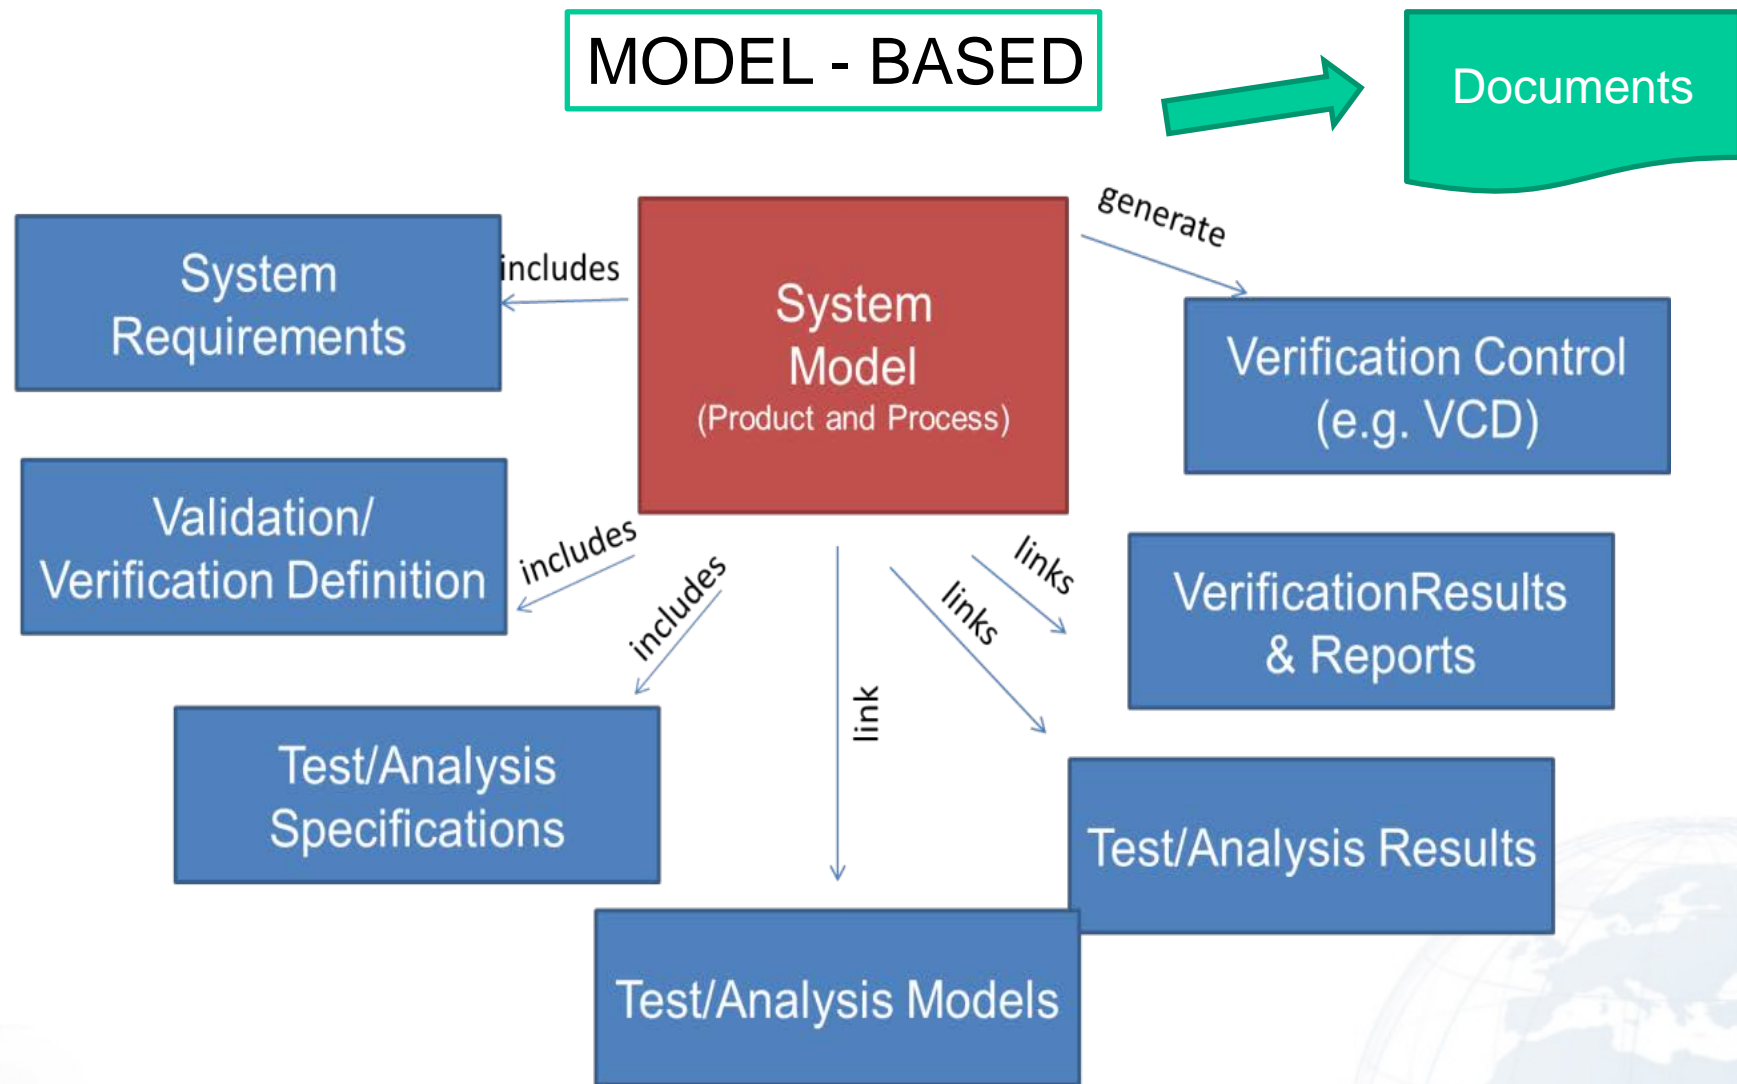 MODEL - BASED
Documents
generate
System
Requirements
includes
System
Model
(Product and Process)
Verification Control
(e.g. VCD)
Validation/
Verification Definition
includes
includes
link
links
links
VerificationResults
& Reports
Test/Analysis
Specifications
Test/Analysis Results
Test/Analysis Models